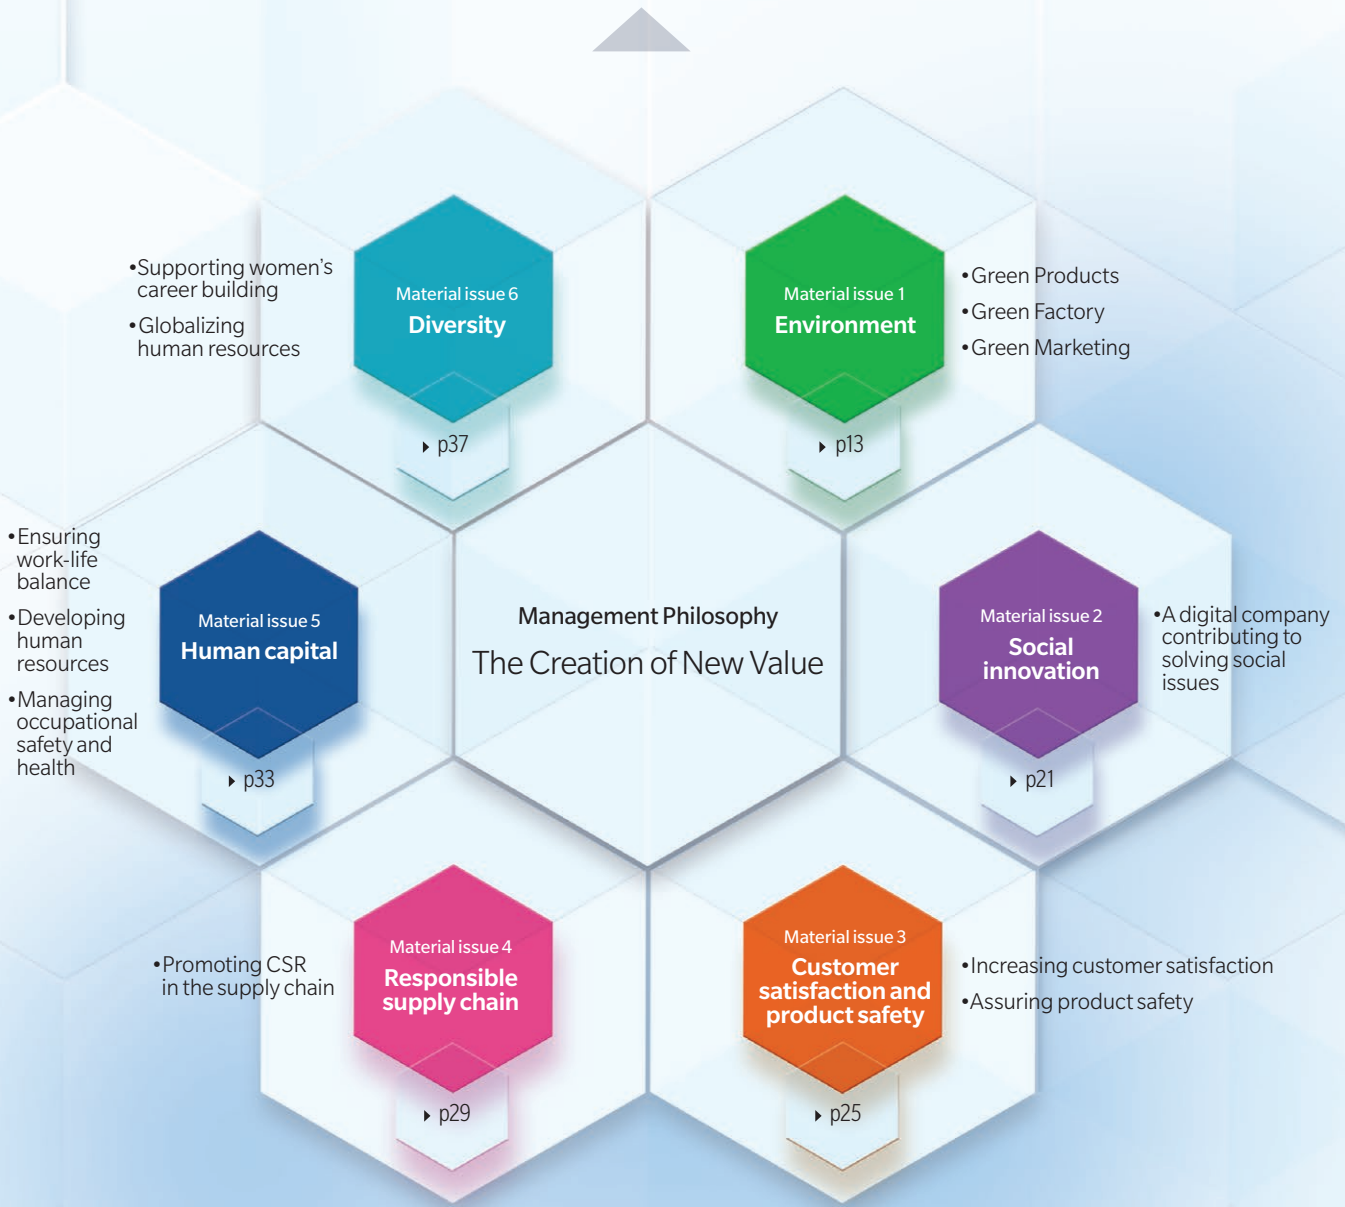 Material issue 6
Diversity
•Supporting women's
career building
•Globalizing
human resources
▸ p37
Material issue 1
Environment
•Green Products
•Green Factory
•Green Marketing
▸ p13
•Ensuring
work-life
balance
•Developing
human
resources
•Managing
occupational
safety and
health
Material issue 5
Human capital
▸ p33
Management Philosophy
The Creation of New Value
Material issue 2
Social
innovation
•A digital company
contributing to
solving social
issues
▸ p21
•Promoting CSR
in the supply chain
Material issue 4
Responsible
supply chain
▸ p29
Material issue 3
Customer
satisfaction and
product safety
•Increasing customer satisfaction
•Assuring product safety
▸ p25